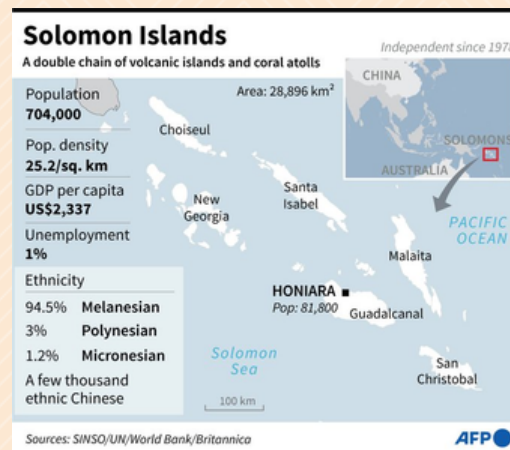 Solomon Islands
A double chain of volcanic islands and coral atolls
Independent since 1978
Population
704,000
Pop. density
25.2/sq. km
GDP per capita
US$2,337
Unemployment
1%
Ethnicity
94.5% Melanesian
3% Polynesian
1.2% Micronesian
A few thousand
ethnic Chinese
Area: 28,896 km²
CHINA
SOLOMONS
AUSTRALIA
PACIFIC
OCEAN
Choiseul
New
Georgia
Santa
Isabel
Malaita
HONIARA
Pop: 81,800
Guadalcanal
San
Christobal
Solomon
Sea
100 km
Sources: SINSO/UN/World Bank/Britannica
AFP